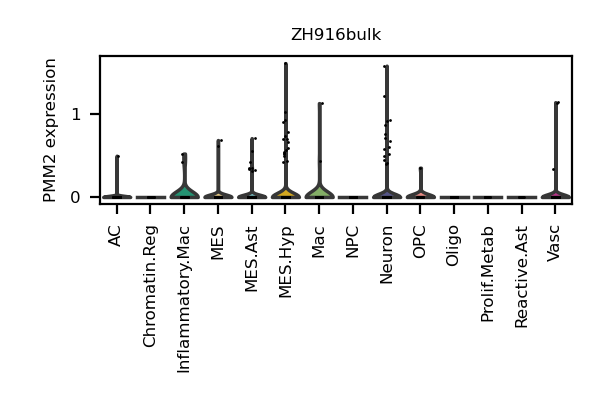 ZH916bulk
PMM2 expression
1
0
AC
Chromatin.Reg
Inflammatory.Mac
MES
MES.Ast
MES.Hyp
Mac
NPC
Neuron
OPC
Oligo
Prolif.Metab
Reactive.Ast
Vasc